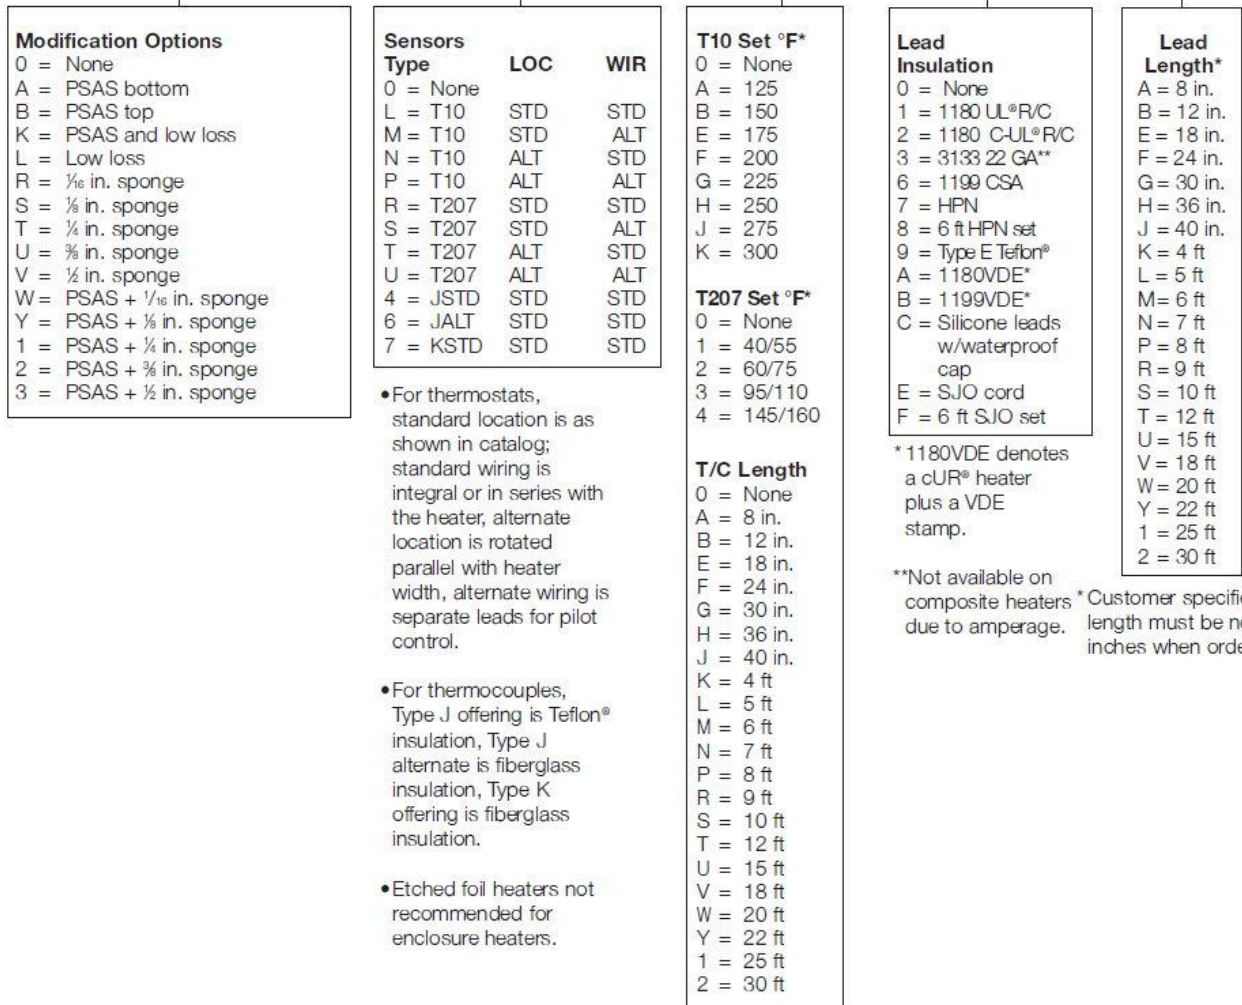 Modification Options
0 = None
A = PSAS bottom
B = PSAS top
K = PSAS and low loss
L = Low loss
R = 1/16 in. sponge
S = 1/8 in. sponge
T = 1/4 in. sponge
U = 3/8 in. sponge
V = 1/2 in. sponge
W = PSAS + 1/16 in. sponge
Y = PSAS + 1/8 in. sponge
1 = PSAS + 1/4 in. sponge
2 = PSAS + 3/8 in. sponge
3 = PSAS + 1/2 in. sponge
Sensors
Type LOC WIR
0 = None
L = T10 STD STD
M = T10 STD ALT
N = T10 ALT STD
P = T10 ALT ALT
R = T207 STD STD
S = T207 STD ALT
T = T207 ALT STD
U = T207 ALT ALT
4 = JSTD STD STD
6 = JALT STD STD
7 = KSTD STD STD
•For thermostats,
standard location is as
shown in catalog;
standard wiring is
integral or in series with
the heater, alternate
location is rotated
parallel with heater
width, alternate wiring is
separate leads for pilot
control.
•For thermocouples,
Type J offering is Teflon®
insulation, Type J
alternate is fiberglass
insulation, Type K
offering is fiberglass
insulation.
•Etched foil heaters not
recommended for
enclosure heaters.
T10 Set °F*
0 = None
A = 125
B = 150
E = 175
F = 200
G = 225
H = 250
J = 275
K = 300
T207 Set °F*
0 = None
1 = 40/55
2 = 60/75
3 = 95/110
4 = 145/160
T/C Length
0 = None
A = 8 in.
B = 12 in.
E = 18 in.
F = 24 in.
G = 30 in.
H = 36 in.
J = 40 in.
K = 4 ft
L = 5 ft
M = 6 ft
N = 7 ft
P = 8 ft
R = 9 ft
S = 10 ft
T = 12 ft
U = 15 ft
V = 18 ft
W = 20 ft
Y = 22 ft
1 = 25 ft
2 = 30 ft
Lead
Insulation
0 = None
1 = 1180 UL® R/C
2 = 1180 C-UL® R/C
3 = 3133 22 GA**
6 = 1199 CSA
7 = HPN
8 = 6 ft HPN set
9 = Type E Teflon®
A = 1180VDE*
B = 1199VDE*
C = Silicone leads
w/waterproof
cap
E = SJO cord
F = 6 ft SJO set
* 1180VDE denotes
a cUR® heater
plus a VDE
stamp.
**Not available on
composite heaters
due to amperage.
Lead
Length*
A = 8 in.
B = 12 in.
E = 18 in.
F = 24 in.
G = 30 in.
H = 36 in.
J = 40 in.
K = 4 ft
L = 5 ft
M = 6 ft
N = 7 ft
P = 8 ft
R = 9 ft
S = 10 ft
T = 12 ft
U = 15 ft
V = 18 ft
W = 20 ft
Y = 22 ft
1 = 25 ft
2 = 30 ft
* Customer
length must be
inches when